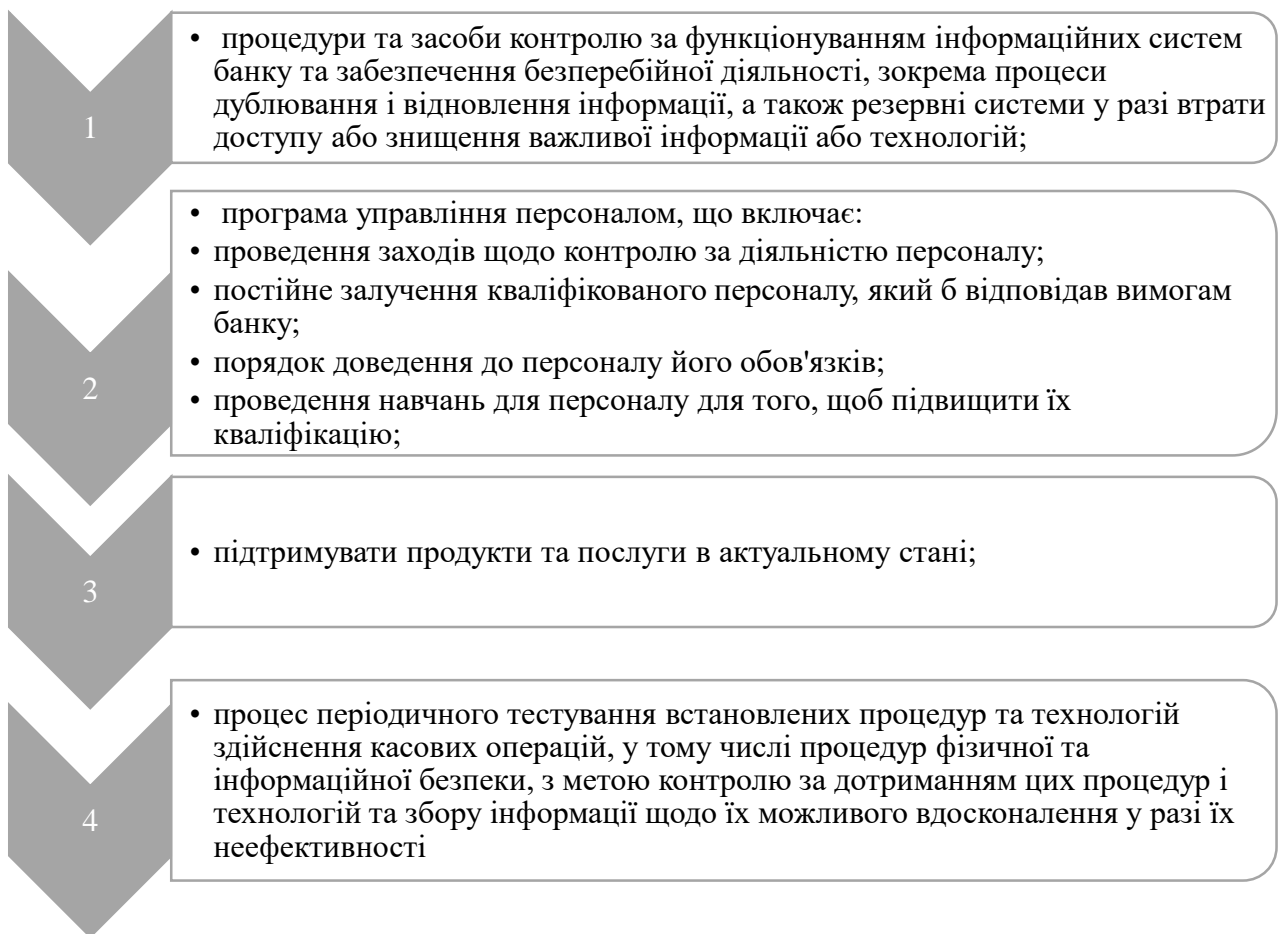 1
• процедури та засоби контролю за функціонуванням інформаційних систем
банку та забезпечення безперебійної діяльності, зокрема процеси
дублювання і відновлення інформації, а також резервні системи у разі втрати
доступу або знищення важливої інформації або технологій;
2
• програма управління персоналом, що включає:
• проведення заходів щодо контролю за діяльністю персоналу;
• постійне залучення кваліфікованого персоналу, який б відповідав вимогам
банку;
• порядок доведення до персоналу його обов'язків;
• проведення навчань для персоналу для того, щоб підвищити їх
кваліфікацію;
3
• підтримувати продукти та послуги в актуальному стані;
4
• процес періодичного тестування встановлених процедур та технологій
здійснення касових операцій, у тому числі процедур фізичної та
інформаційної безпеки, з метою контролю за дотриманням цих процедур і
технологій та збору інформації щодо їх можливого вдосконалення у разі їх
неефективності